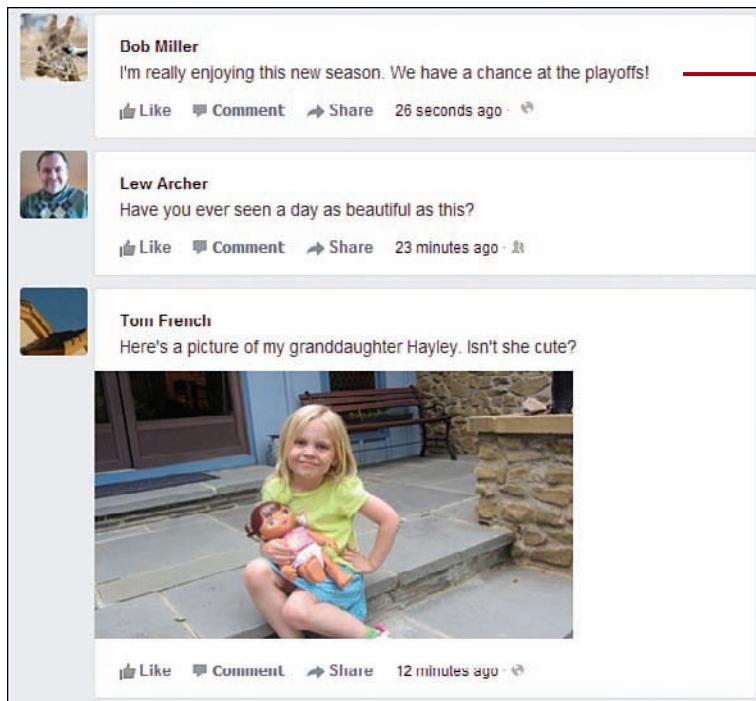 Bob Miller
I'm really enjoying this new season. We have a chance at the playoffs!
Like Comment Share 26 seconds ago ·
Lew Archer
Have you ever seen a day as beautiful as this?
Like Comment Share 23 minutes ago ·
Tom French
Here's a picture of my granddaughter Hayley. Isn't she cute?
Like Comment Share 12 minutes ago ·